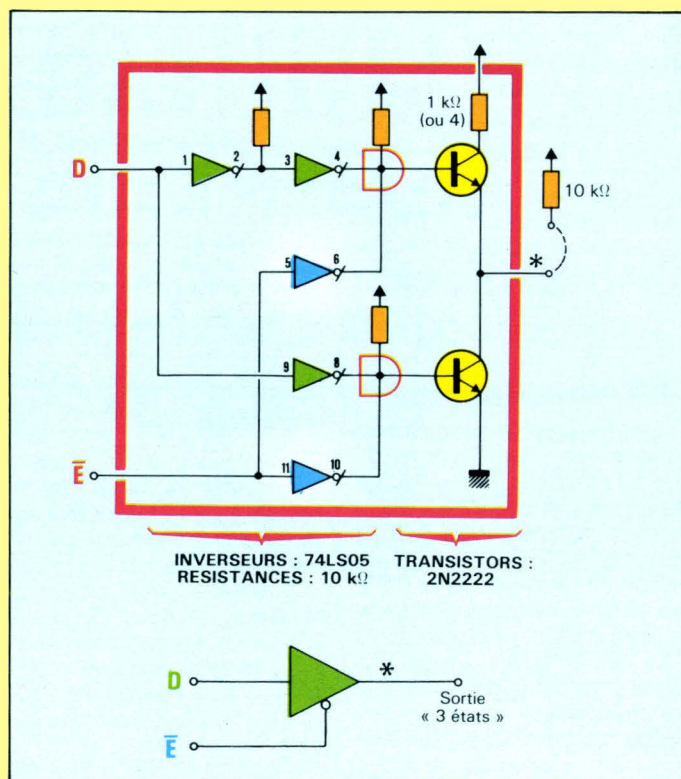 1 kΩ
(ou 4)
D
1
2
3
4
10 kΩ
5
6
*
9
8
Ē
11
10
INVERSEURS : 74LS05
RESISTANCES : 10 kΩ
TRANSISTORS :
2N2222
D
*
Sortie
« 3 états »
Ē